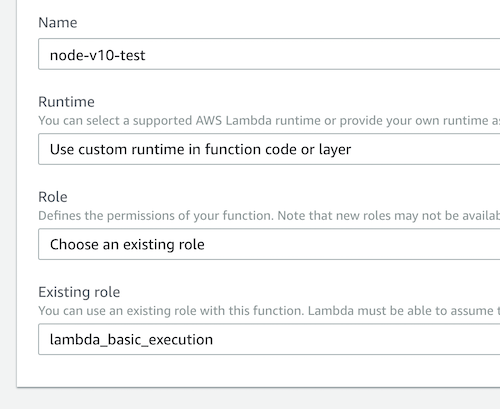 Name
node-v10-test
Runtime
You can select a supported AWS Lambda runtime or provide your own runtime
Use custom runtime in function code or layer
Role
Defines the permissions of your function. Note that new roles may not be
Choose an existing role
Existing role
You can use an existing role with this function. Lambda must be able to assume
lambda_basic_execution